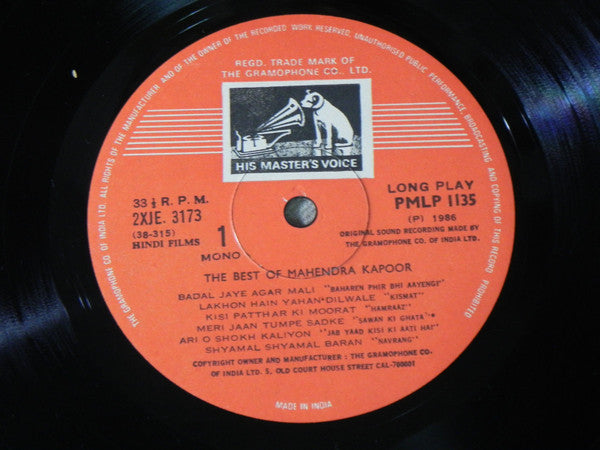 ALL RIGHTS OF THE MANUFACTURER AND OF THE OWNER OF THE RECORDED WORK RESERVED. UNAUTHORISED PUBLIC PERFORMANCE, BROADCASTING AND COPYING OF THIS RECORD PROHIBITED
THE GRAMOPHONE CO. OF INDIA LTD.
REGD. TRADE MARK OF
THE GRAMOPHONE CO., LTD.
HIS MASTER'S VOICE
33⅓ R. P. M.
2XJE. 3173
(38-315)
HINDI FILMS
1
MONO
LONG PLAY
PMLP 1135
(P) 1986
ORIGINAL SOUND RECORDING MADE BY
THE GRAMOPHONE CO. OF INDIA LTD.
THE BEST OF MAHENDRA KAPOOR
BADAL JAYE AGAR MALI "BAHAREN PHIR BHI AAYENGI"
LAKHON HAIN YAHAN DILWALE "KISMAT"
KISI PATTHAR KI MOORAT "HAMRAAZ"
MERI JAAN TUMPE SADKE "SAWAN KI GHATA"
ARI O SHOKH KALIYON "JAB YAAD KISI KI AATI HAI"
SHYAMAL SHYAMAL BARAN "NAVRANG"
COPYRIGHT OWNER AND MANUFACTURER : THE GRAMOPHONE CO.
OF INDIA LTD. 5, OLD COURT HOUSE STREET CAL-700001
MADE IN INDIA